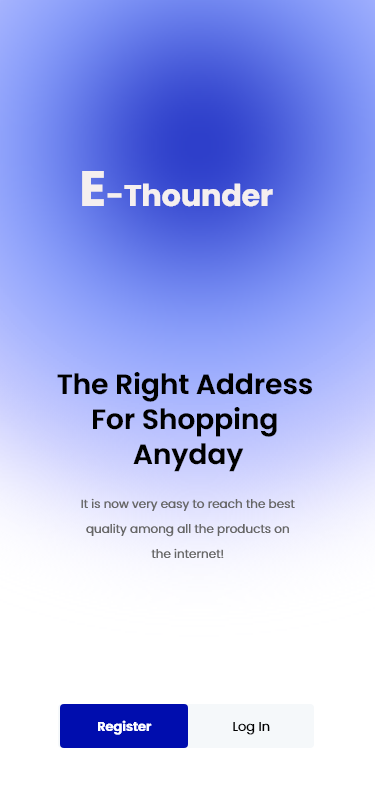 E-Thounder
The Right Address
For Shopping
Anyday
It is now very easy to reach the best
quality among all the products on
the internet!
Register
Log In